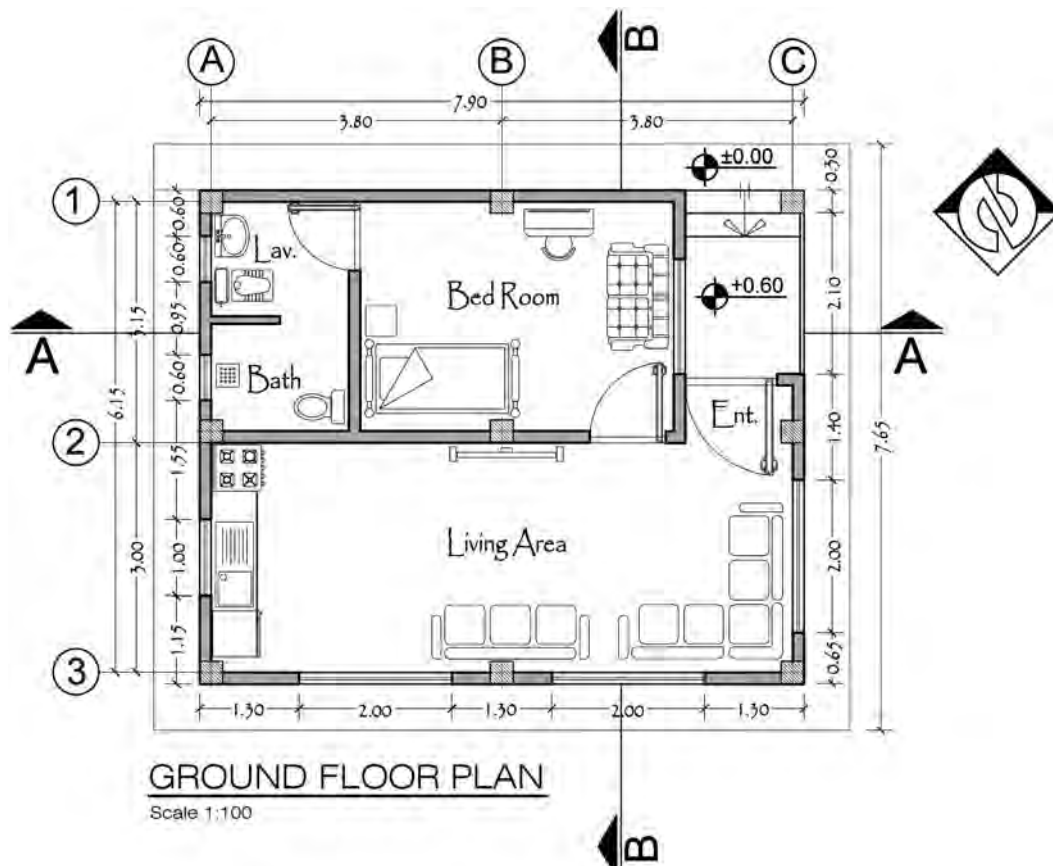 B
A B C
7.90
3.80 3.80
±0.00
0.30
1
0.60
Lav.
0.60
Bed Room
+0.60
2.10
0.95
3.15
A A
0.60
Bath
6.15
Ent.
1.40
2
7.65
1.55
Living Area
1.00
3.00
2.00
1.15
0.65
3
1.30 2.00 1.30 2.00 1.30
GROUND FLOOR PLAN
Scale 1:100
B